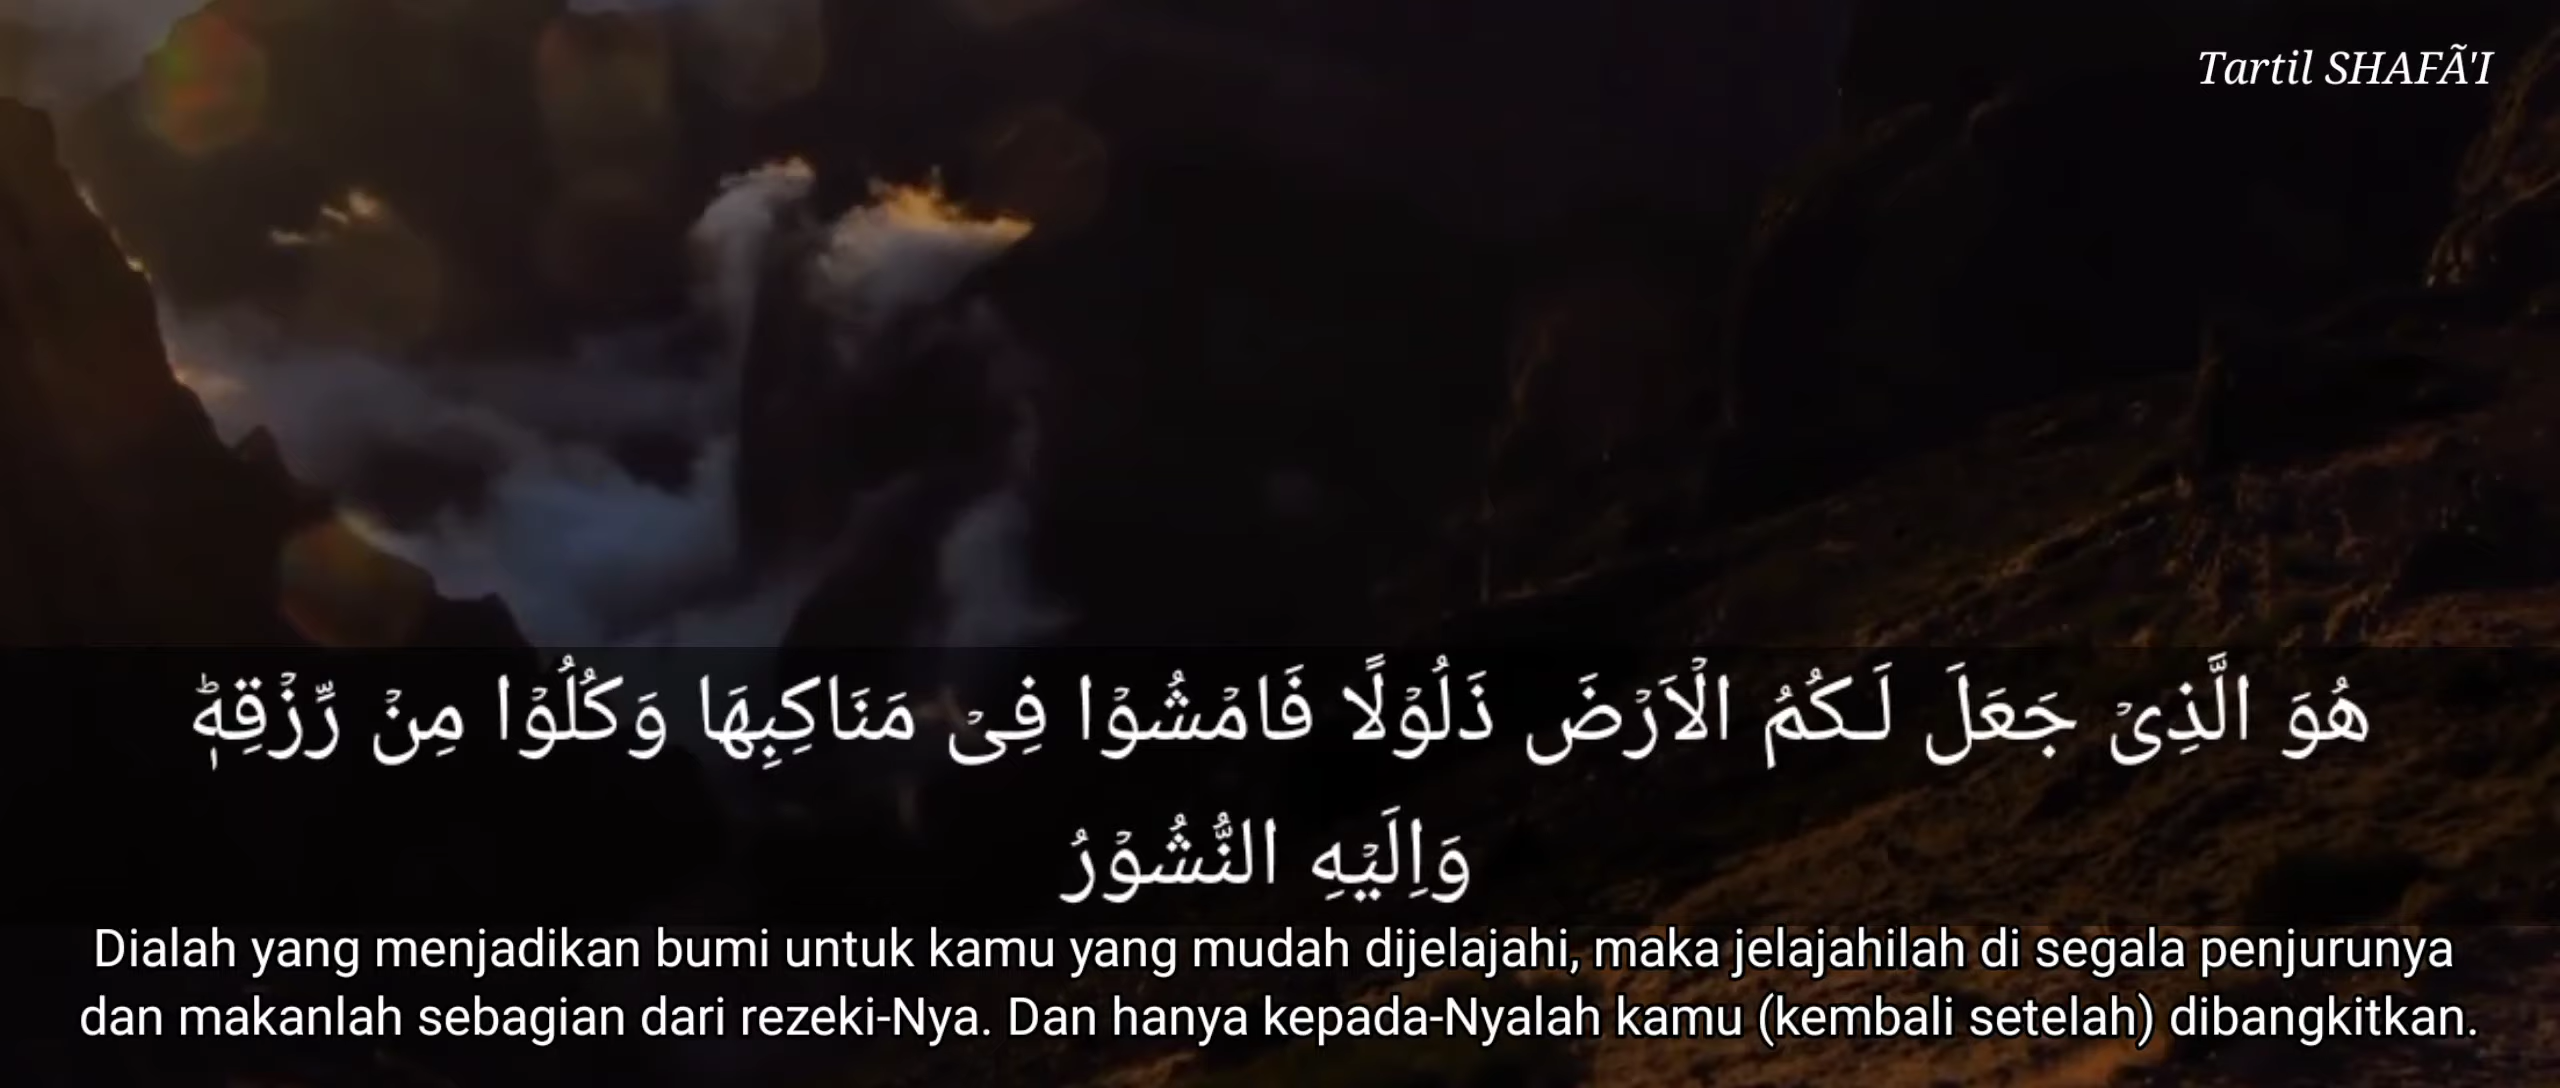 Tartil SHAFÃ'I
هُوَ الَّذِىۡ جَعَلَ لَـكُمُ الۡاَرۡضَ ذَلُوۡلًا فَامۡشُوۡا فِىۡ مَنَاكِبِهَا وَكُلُوۡا مِنۡ رِّزۡقِهٖ‌ؕ
وَاِلَيۡهِ النُّشُوۡرُ
Dialah yang menjadikan bumi untuk kamu yang mudah dijelajahi, maka jelajahilah di segala penjurunya
dan makanlah sebagian dari rezeki-Nya. Dan hanya kepada-Nyalah kamu (kembali setelah) dibangkitkan.